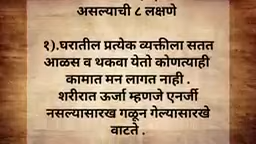 असल्याची ८ लक्षणे
१).घरातील प्रत्येक व्यक्तीला सतत
आळस व थकवा येतो कोणत्याही
कामात मन लागत नाही .
शरीरात ऊर्जा म्हणजे एनर्जी
नसल्यासारख गळून गेल्यासारखे
वाटते .